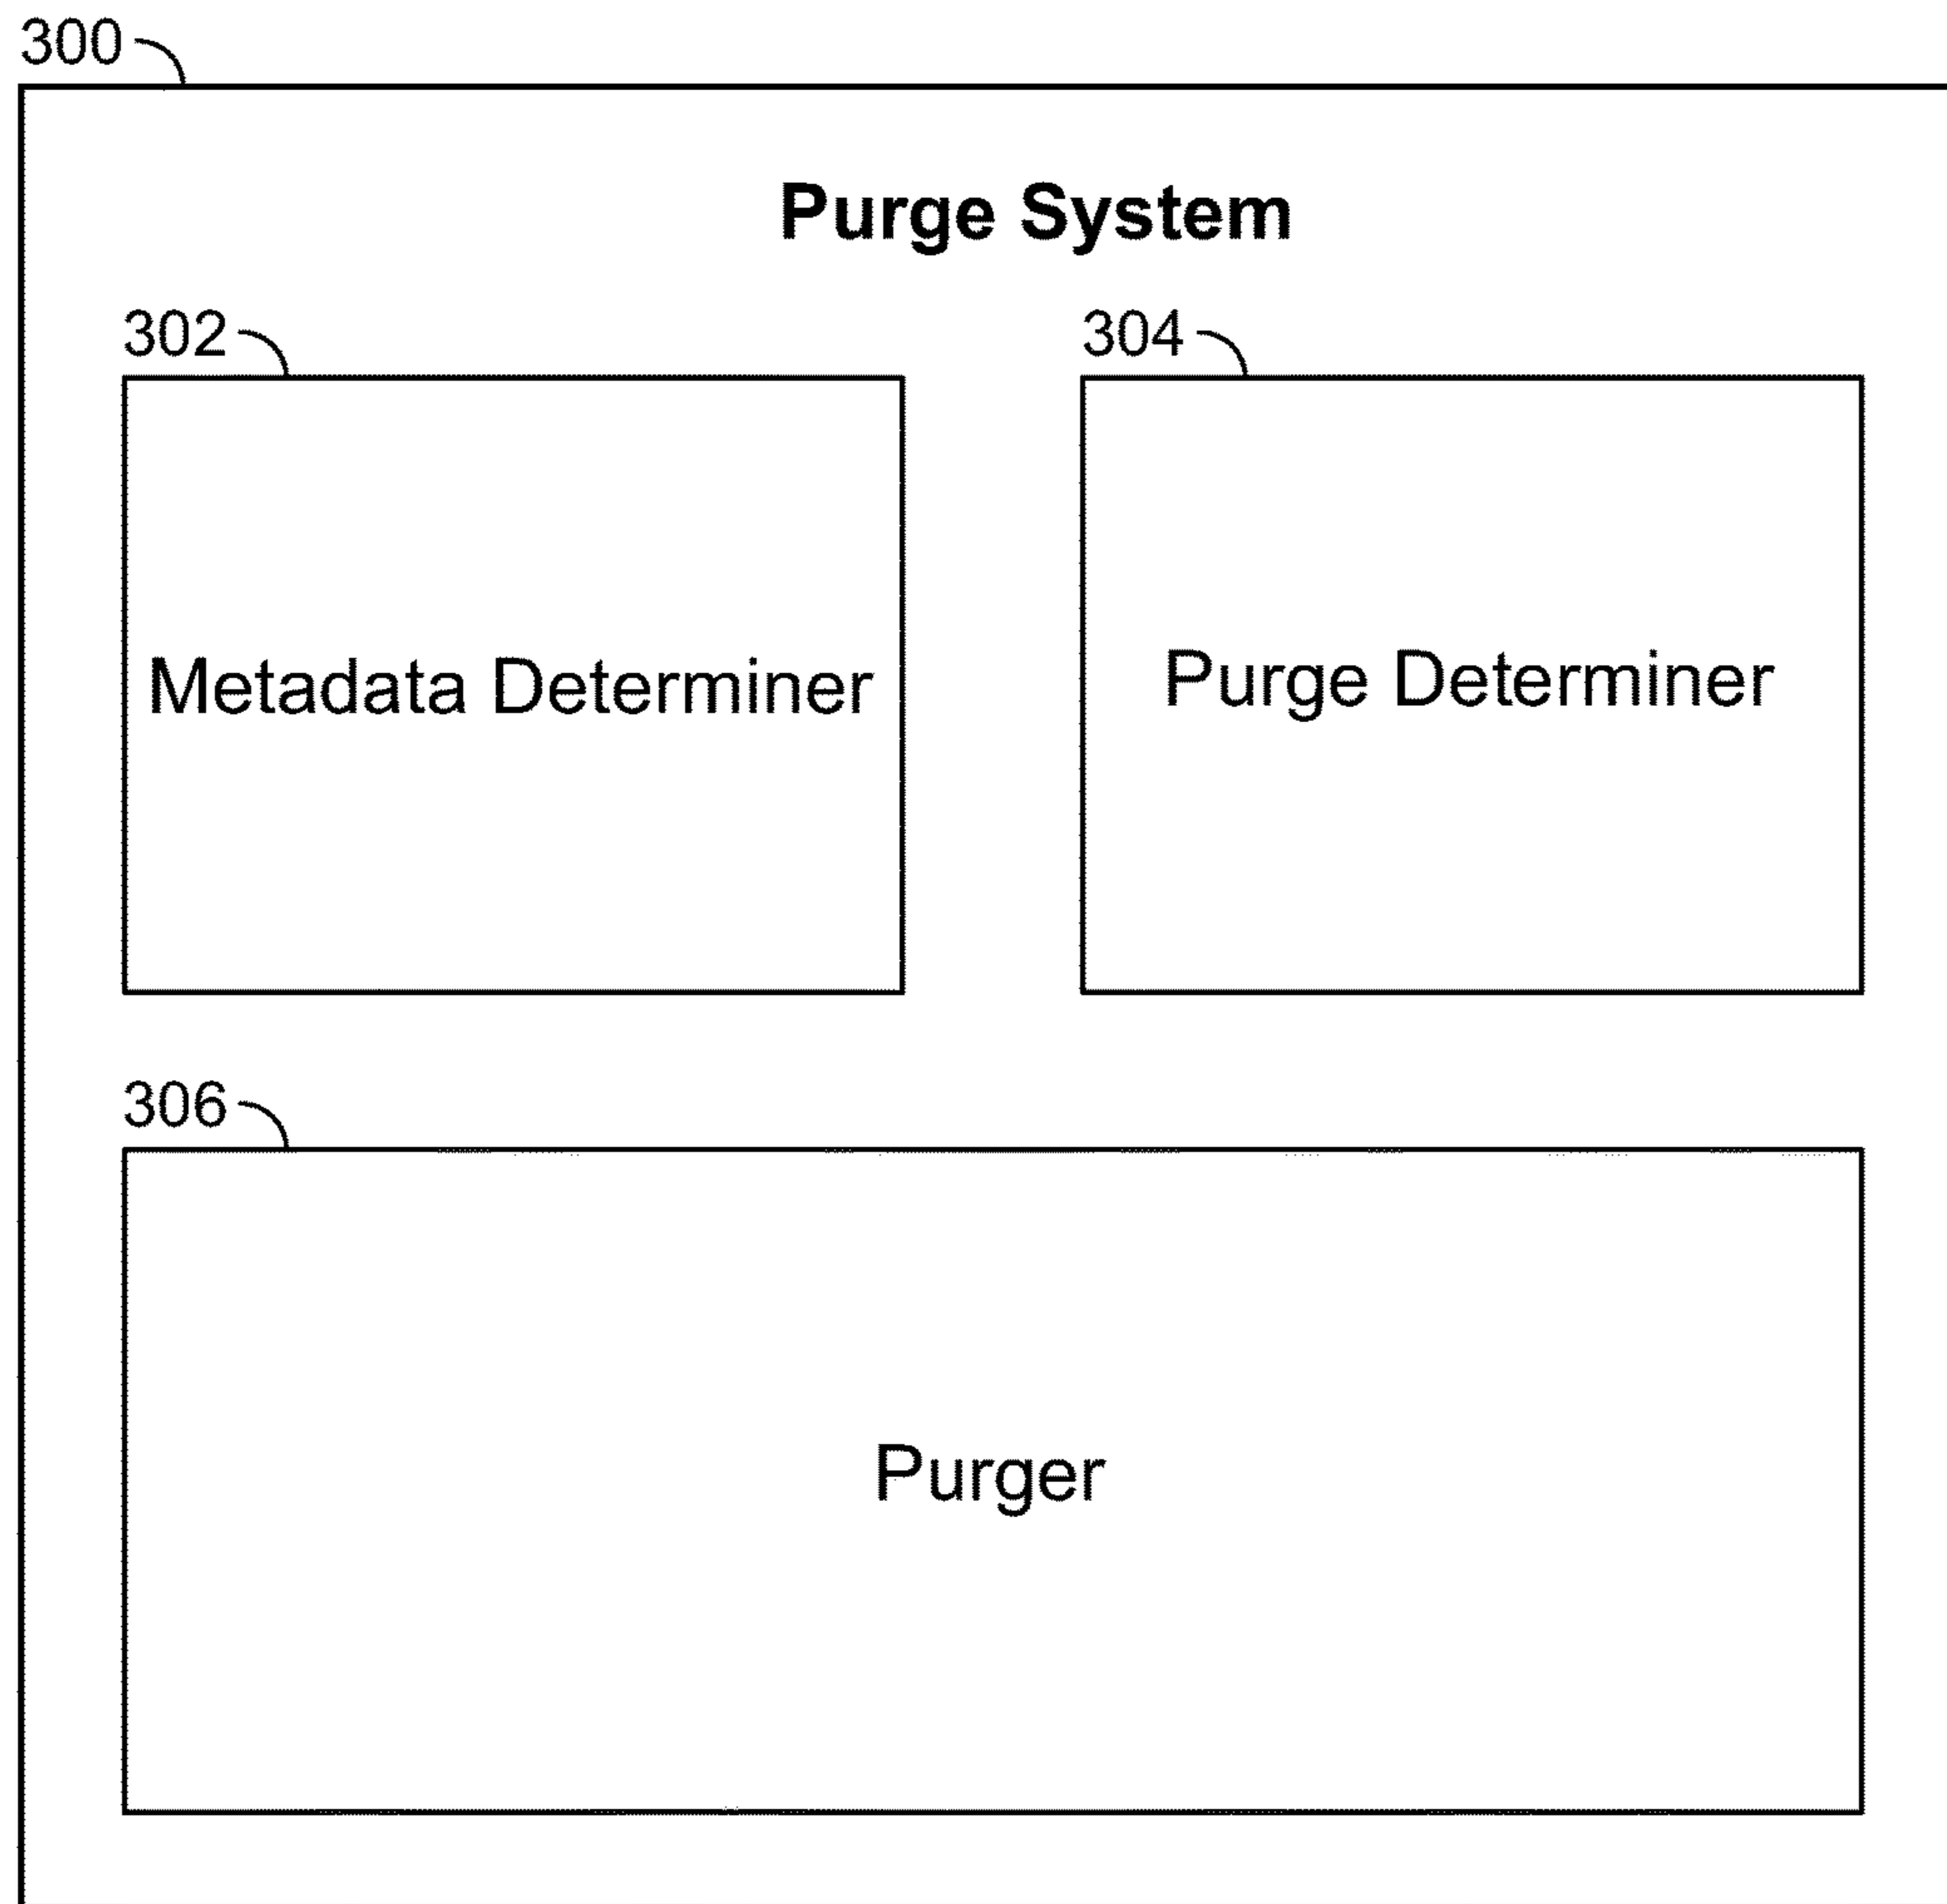 300
Purge System
302
304
Metadata Determiner
Purge Determiner
306
Purger